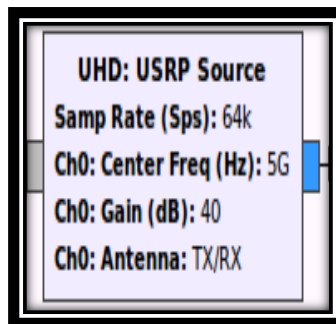 UHD: USRP Source
Samp Rate (Sps): 64k
Ch0: Center Freq (Hz): 5G
Ch0: Gain (dB): 40
Ch0: Antenna: TX/RX